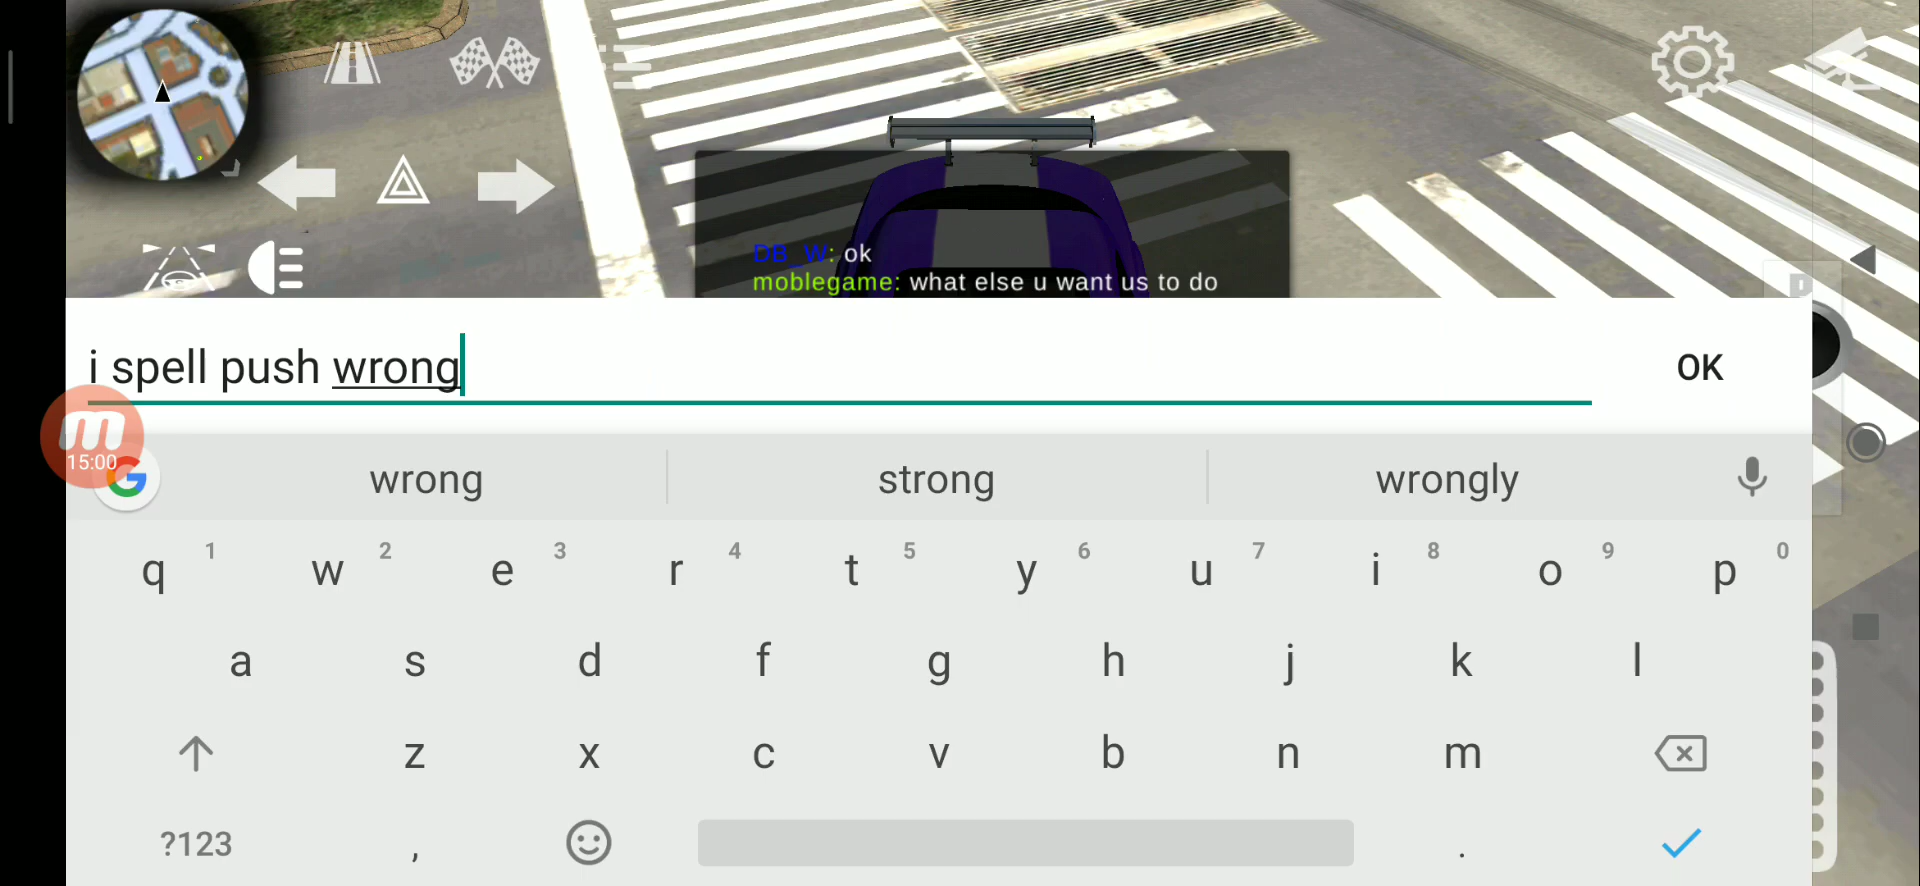 DB_W: ok
moblegame: what else u want us to do
D
i spell push wrong
OK
15:00
wrong strong wrongly
q 1 w 2 e 3 r 4 t 5 y 6 u 7 i 8 o 9 p 0
a s d f g h j k l
z x c v b n m
?123 , .